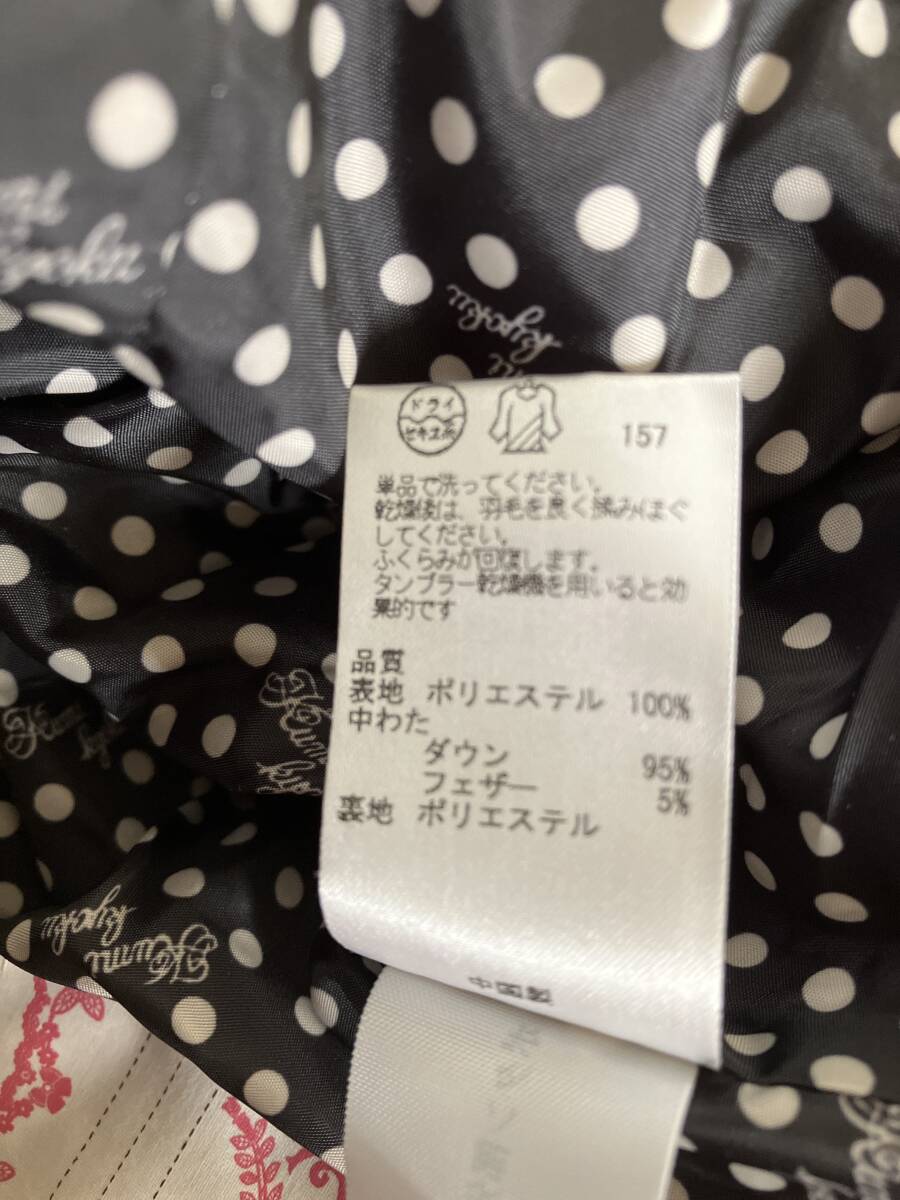 kyoku
ドライ
セキユ系
157
単品で洗ってください。
乾燥後は、羽毛を良く揉みほぐ
してください。
ふくらみが回復します。
タンブラー乾燥機を用いると効
果的です
品質
表地 ポリエステル 100%
中わた
ダウン 95%
フェザー 5%
裏地 ポリエステル
中国製
Kumi
kyoku
Kumi
kyoku